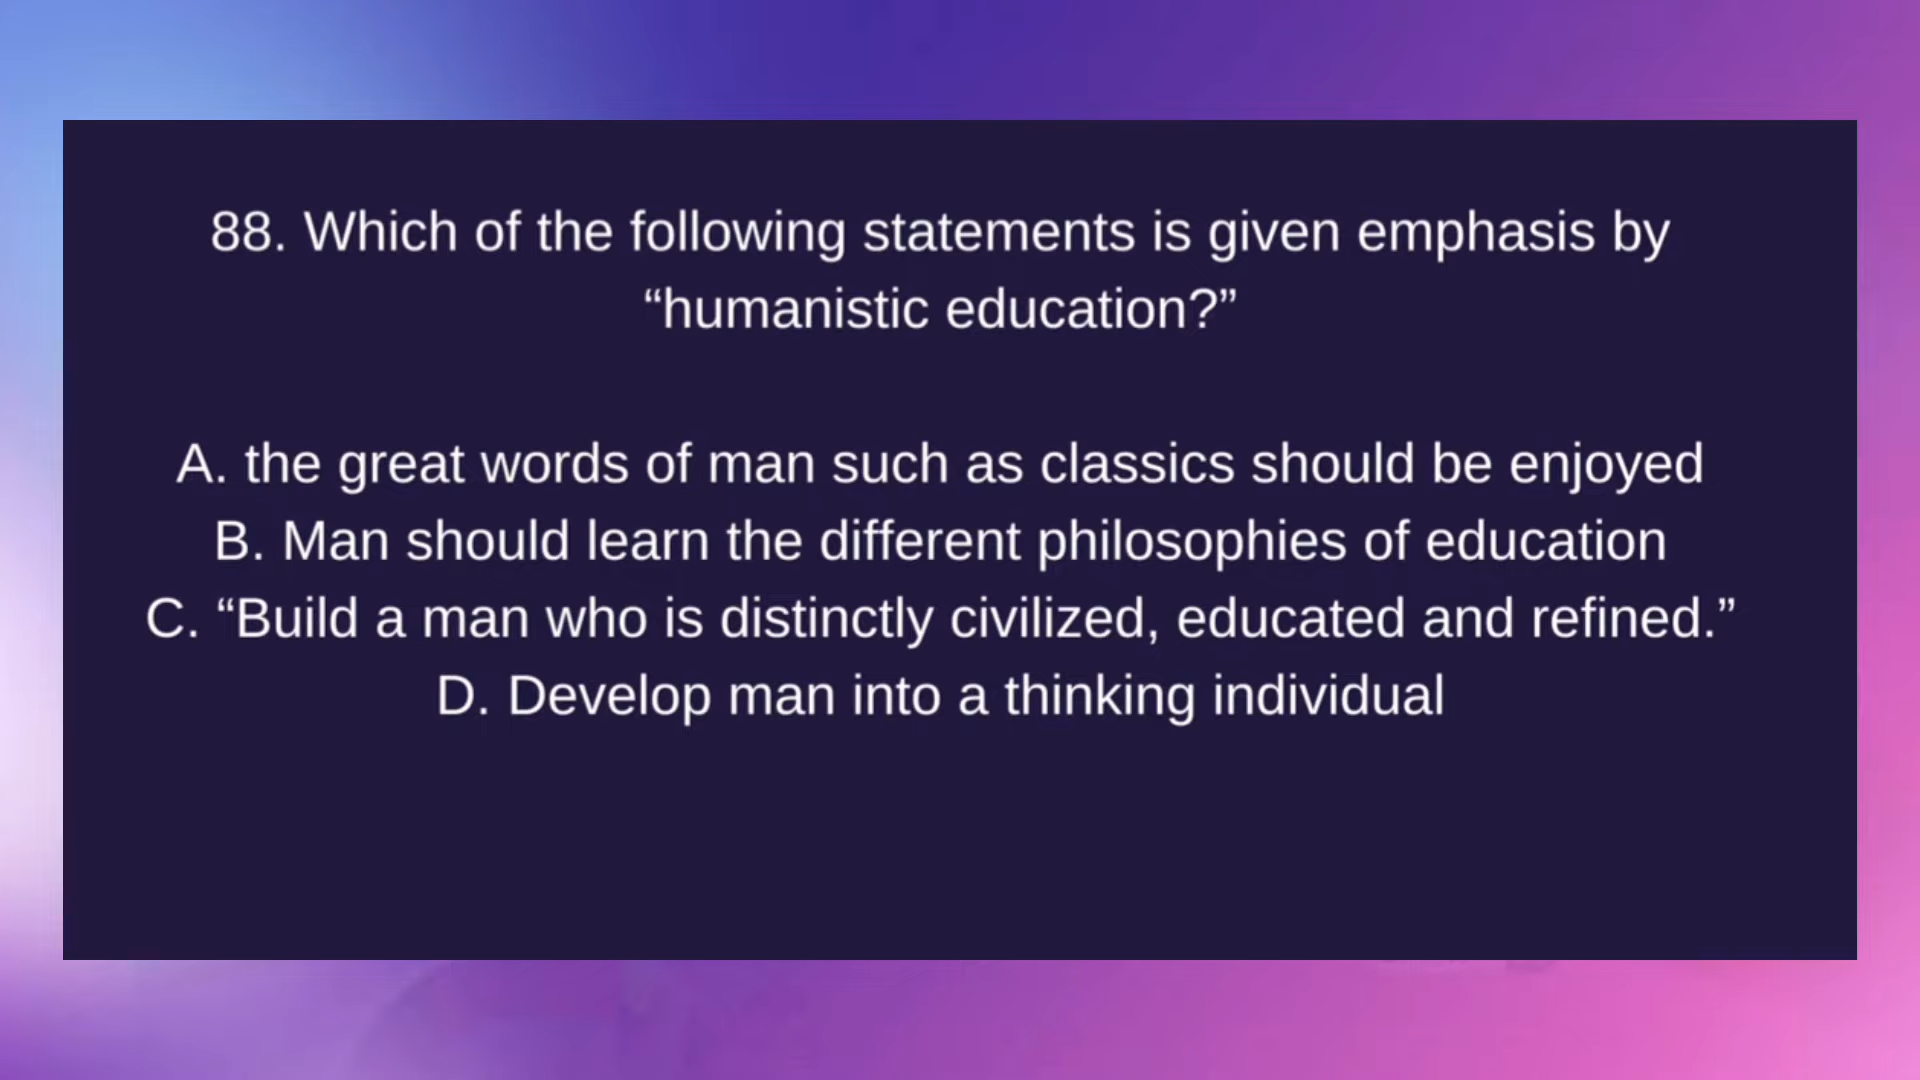 88. Which of the following statements is given emphasis by
“humanistic education?”
A. the great words of man such as classics should be enjoyed
B. Man should learn the different philosophies of education
C. “Build a man who is distinctly civilized, educated and refined.”
D. Develop man into a thinking individual